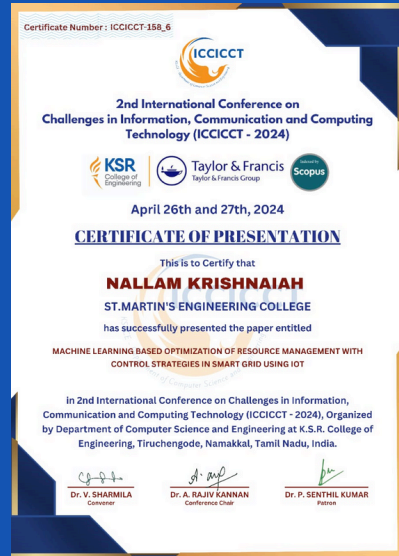 Certificate Number : ICCICCT-158_6
ICCICCT
2nd International Conference on
Challenges in Information, Communication and Computing
Technology (ICCICCT - 2024)
KSR
College of
Engineering
Taylor & Francis
Taylor & Francis Group
Indexed by
Scopus
April 26th and 27th, 2024
CERTIFICATE OF PRESENTATION
This is to Certify that
NALLAM KRISHNAIAH
ST.MARTIN'S ENGINEERING COLLEGE
has successfully presented the paper entitled
MACHINE LEARNING BASED OPTIMIZATION OF RESOURCE MANAGEMENT WITH
CONTROL STRATEGIES IN SMART GRID USING IOT
in 2nd International Conference on Challenges in Information,
Communication and Computing Technology (ICCICCT - 2024), Organized
by Department of Computer Science and Engineering at K.S.R. College of
Engineering, Tiruchengode, Namakkal, Tamil Nadu, India.
Dr. V. SHARMILA
Convener
Dr. A. RAJIV KANNAN
Conference Chair
Dr. P. SENTHIL KUMAR
Patron